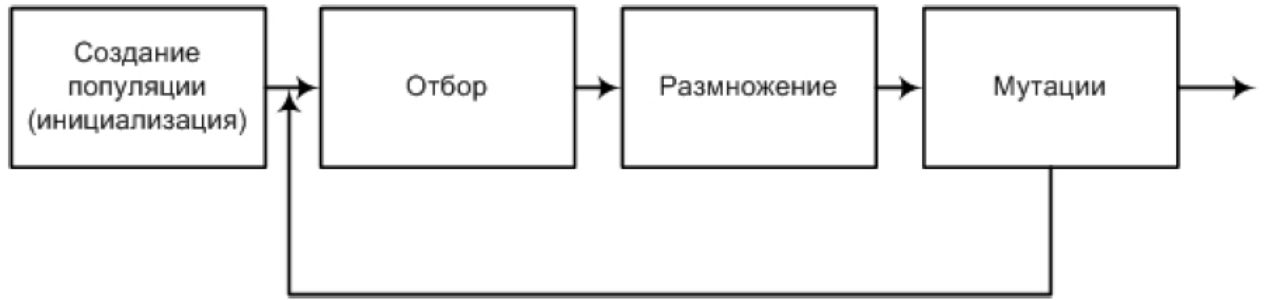 Создание
популяции
(инициализация)
Отбор
Размножение
Мутации